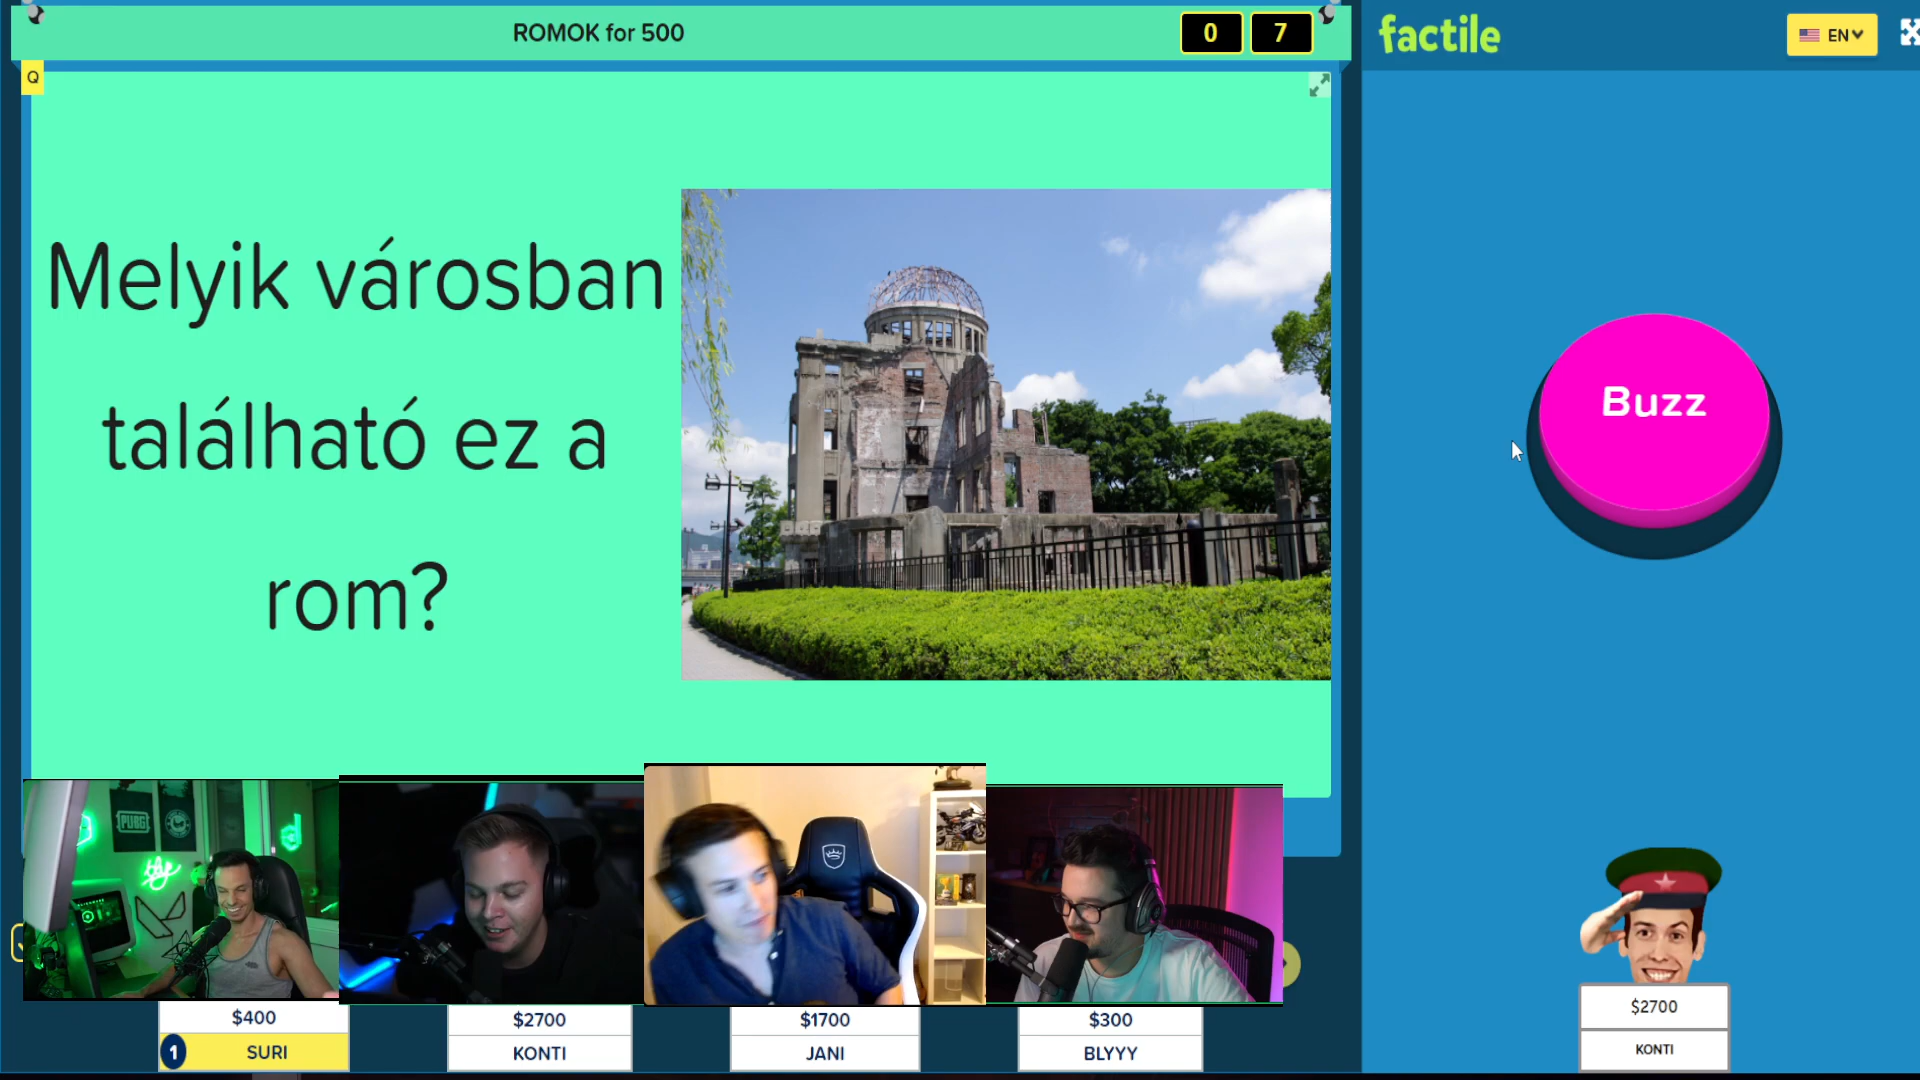 ROMOK for 500
0
7
factile
EN
Q
Melyik városban
található ez a
rom?
Buzz
PUBG
$400
1
SURI
$2700
KONTI
$1700
JANI
$300
BLYYY
$2700
KONTI